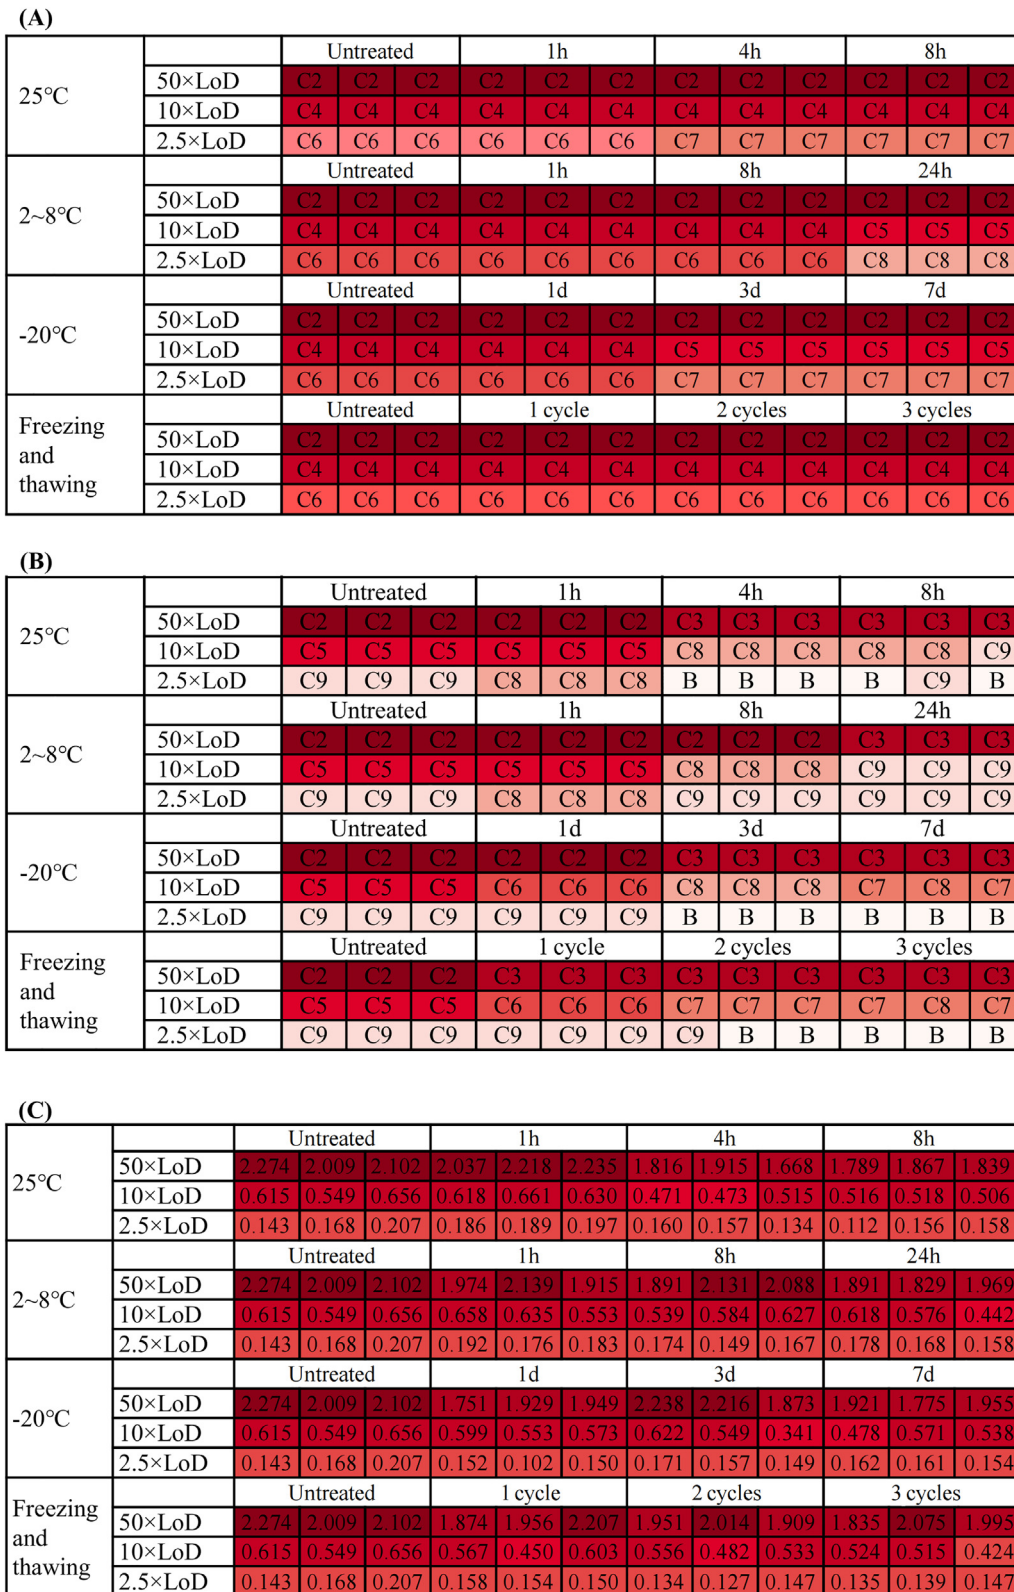 (A)
Untreated 1h 4h 8h
25°C
50×LoD C2 C2 C2 C2 C2 C2 C2 C2 C2 C2 C2 C2
10×LoD C4 C4 C4 C4 C4 C4 C4 C4 C4 C4 C4 C4
2.5×LoD C6 C6 C6 C6 C6 C6 C7 C7 C7 C7 C7 C7
Untreated 1h 8h 24h
2~8°C
50×LoD C2 C2 C2 C2 C2 C2 C2 C2 C2 C2 C2 C2
10×LoD C4 C4 C4 C4 C4 C4 C4 C4 C4 C5 C5 C5
2.5×LoD C6 C6 C6 C6 C6 C6 C6 C6 C6 C8 C8 C8
Untreated 1d 3d 7d
-20°C
50×LoD C2 C2 C2 C2 C2 C2 C2 C2 C2 C2 C2 C2
10×LoD C4 C4 C4 C4 C4 C4 C5 C5 C5 C5 C5 C5
2.5×LoD C6 C6 C6 C6 C6 C6 C7 C7 C7 C7 C7 C7
Untreated 1 cycle 2 cycles 3 cycles
Freezing
and
thawing
50×LoD C2 C2 C2 C2 C2 C2 C2 C2 C2 C2 C2 C2
10×LoD C4 C4 C4 C4 C4 C4 C4 C4 C4 C4 C4 C4
2.5×LoD C6 C6 C6 C6 C6 C6 C6 C6 C6 C6 C6 C6
(B)
Untreated 1h 4h 8h
25°C
50×LoD C2 C2 C2 C2 C2 C2 C3 C3 C3 C3 C3 C3
10×LoD C5 C5 C5 C5 C5 C5 C8 C8 C8 C8 C8 C9
2.5×LoD C9 C9 C9 C8 C8 C8 B B B B C9 B
Untreated 1h 8h 24h
2~8°C
50×LoD C2 C2 C2 C2 C2 C2 C2 C2 C2 C3 C3 C3
10×LoD C5 C5 C5 C5 C5 C5 C8 C8 C8 C9 C9 C9
2.5×LoD C9 C9 C9 C8 C8 C8 C9 C9 C9 C9 C9 C9
Untreated 1d 3d 7d
-20°C
50×LoD C2 C2 C2 C2 C2 C2 C3 C3 C3 C3 C3 C3
10×LoD C5 C5 C5 C6 C6 C6 C8 C8 C8 C7 C8 C7
2.5×LoD C9 C9 C9 C9 C9 C9 B B B B B B
Untreated 1 cycle 2 cycles 3 cycles
Freezing
and
thawing
50×LoD C2 C2 C2 C3 C3 C3 C3 C3 C3 C3 C3 C3
10×LoD C5 C5 C5 C6 C6 C6 C7 C7 C7 C7 C8 C7
2.5×LoD C9 C9 C9 C9 C9 C9 C9 B B B B B
(C)
Untreated 1h 4h 8h
25°C
50×LoD 2.274 2.009 2.102 2.037 2.218 2.235 1.816 1.915 1.668 1.789 1.867 1.839
10×LoD 0.615 0.549 0.656 0.618 0.661 0.630 0.471 0.473 0.515 0.516 0.518 0.506
2.5×LoD 0.143 0.168 0.207 0.186 0.189 0.197 0.160 0.157 0.134 0.112 0.156 0.158
Untreated 1h 8h 24h
2~8°C
50×LoD 2.274 2.009 2.102 1.974 2.139 1.915 1.891 2.131 2.088 1.891 1.829 1.969
10×LoD 0.615 0.549 0.656 0.658 0.635 0.553 0.539 0.584 0.627 0.618 0.576 0.442
2.5×LoD 0.143 0.168 0.207 0.192 0.176 0.183 0.174 0.149 0.167 0.178 0.168 0.158
Untreated 1d 3d 7d
-20°C
50×LoD 2.274 2.009 2.102 1.751 1.929 1.949 2.238 2.216 1.873 1.921 1.775 1.955
10×LoD 0.615 0.549 0.656 0.599 0.553 0.573 0.622 0.549 0.341 0.478 0.571 0.538
2.5×LoD 0.143 0.168 0.207 0.152 0.102 0.150 0.171 0.157 0.149 0.162 0.161 0.154
Untreated 1 cycle 2 cycles 3 cycles
Freezing
and
thawing
50×LoD 2.274 2.009 2.102 1.874 1.956 2.207 1.951 2.014 1.909 1.835 2.075 1.995
10×LoD 0.615 0.549 0.656 0.567 0.450 0.603 0.556 0.482 0.533 0.524 0.515 0.424
2.5×LoD 0.143 0.168 0.207 0.158 0.154 0.150 0.134 0.127 0.147 0.135 0.139 0.147